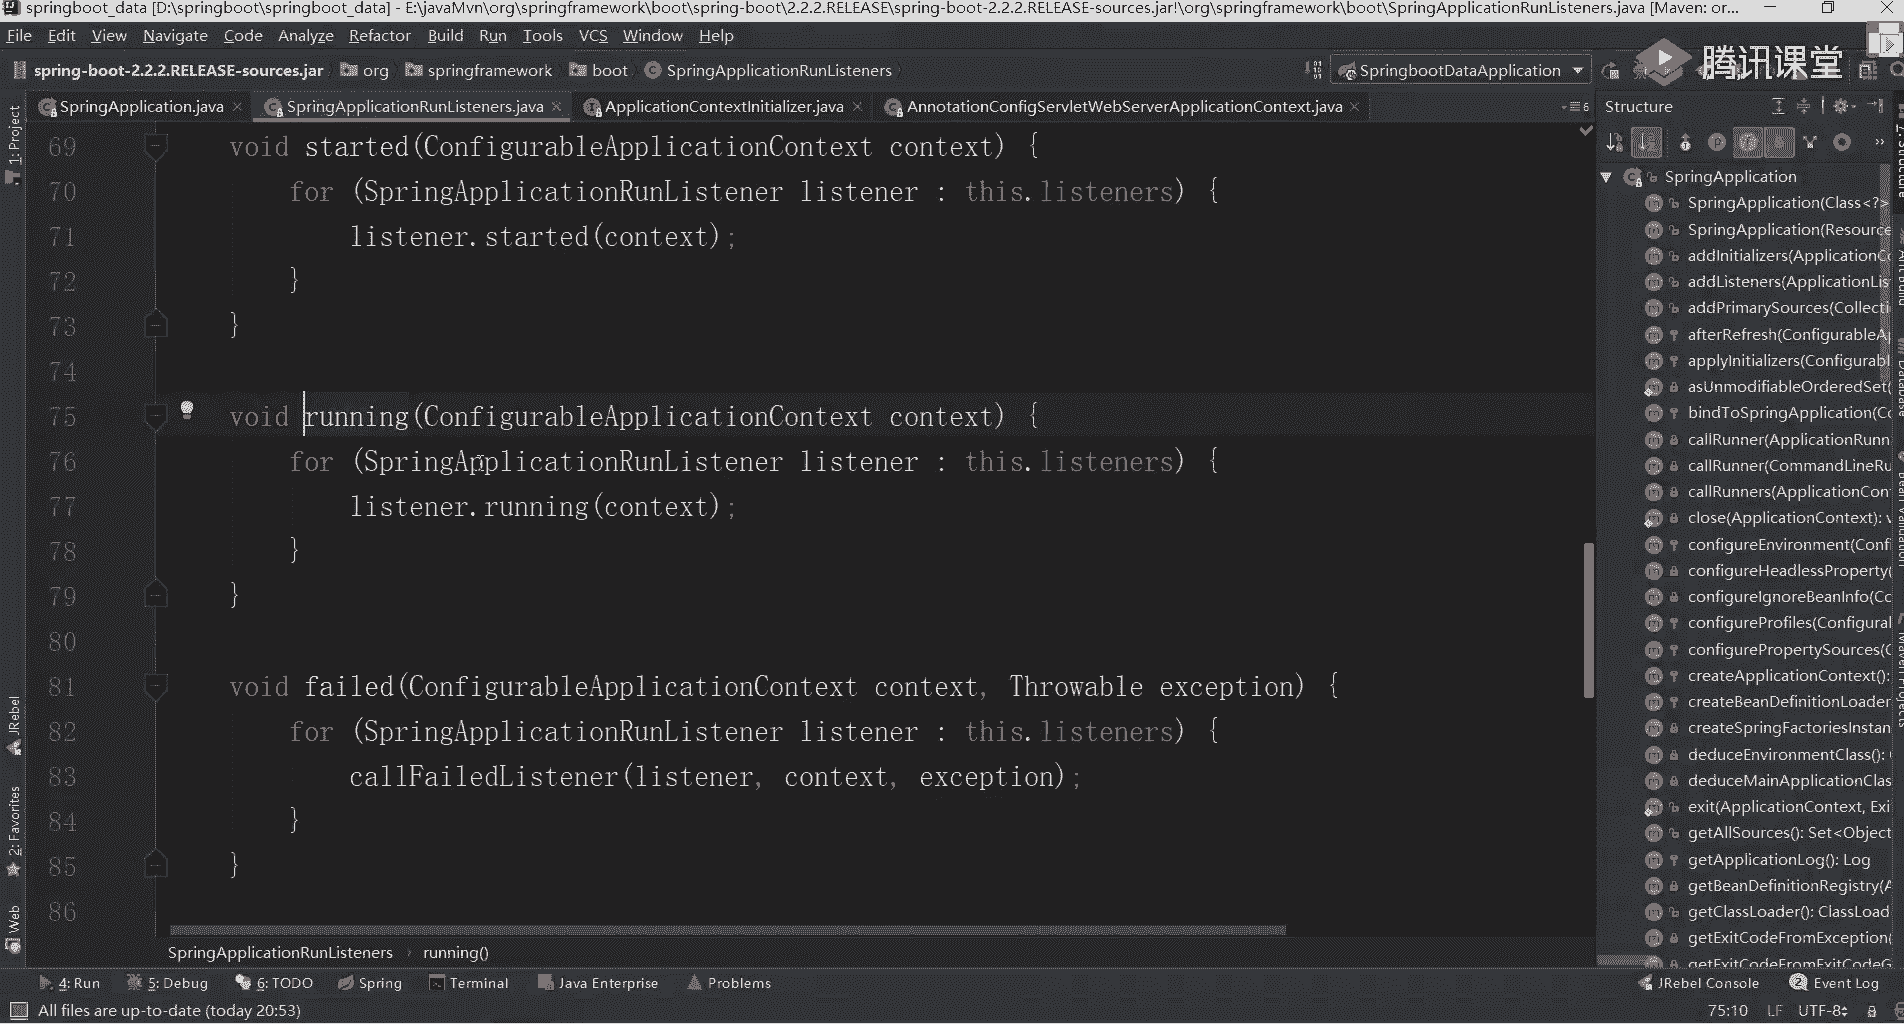 springboot_data [D:\springboot\springboot_data] - E:\javaMvn\org\springframework\boot\spring-boot\2.2.2.RELEASE\spring-boot-2.2.2.RELEASE-sources.jar!\org\springframework\boot\SpringApplicationRunListeners.java [Maven: or...
File Edit View Navigate Code Analyze Refactor Build Run Tools VCS Window Help
spring-boot-2.2.2.RELEASE-sources.jar org springframework boot SpringApplicationRunListeners SpringbootDataApplication
腾讯课堂
SpringApplication.java SpringApplicationRunListeners.java ApplicationContextInitializer.java AnnotationConfigServletWebServerApplicationContext.java
69 void started(ConfigurableApplicationContext context) {
70 for (SpringApplicationRunListener listener : this.listeners) {
71 listener.started(context);
72 }
73 }
74
75 void running(ConfigurableApplicationContext context) {
76 for (SpringApplicationRunListener listener : this.listeners) {
77 listener.running(context);
78 }
79 }
80
81 void failed(ConfigurableApplicationContext context, Throwable exception) {
82 for (SpringApplicationRunListener listener : this.listeners) {
83 callFailedListener(listener, context, exception);
84 }
85 }
86
SpringApplicationRunListeners running()
1: Project
JRebel
2: Favorites
Web
Structure
SpringApplication
SpringApplication(Class<?>
SpringApplication(Resource
addInitializers(ApplicationC
addListeners(ApplicationLis
addPrimarySources(Collecti
afterRefresh(ConfigurableA
applyInitializers(Configurabl
asUnmodifiableOrderedSet(
bindToSpringApplication(Co
callRunner(ApplicationRunn
callRunner(CommandLineRu
callRunners(ApplicationCon
close(ApplicationContext): v
configureEnvironment(Confi
configureHeadlessProperty(
configureIgnoreBeanInfo(Co
configureProfiles(Configural
configurePropertySources(C
createApplicationContext():
createBeanDefinitionLoader
createSpringFactoriesInstan
deduceEnvironmentClass():
deduceMainApplicationClas
exit(ApplicationContext, Exi
getAllSources(): Set<Object
getApplicationLog(): Log
getBeanDefinitionRegistry(A
getClassLoader(): ClassLoad
getExitCodeFromException(
getExitCodeFromExitCodeG
4: Run 5: Debug 6: TODO Spring Terminal Java Enterprise Problems JRebel Console 2 Event Log
All files are up-to-date (today 20:53) 75:10 LF UTF-8